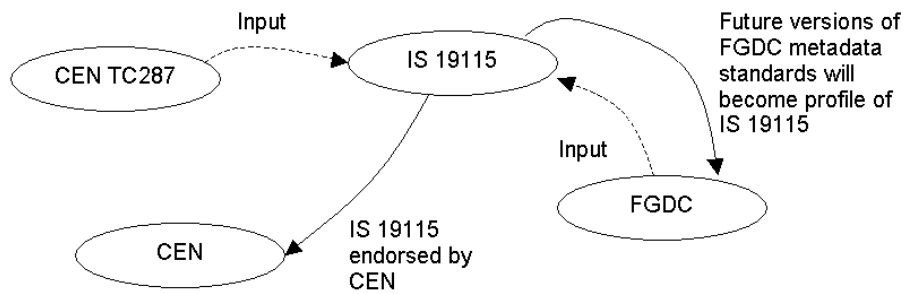 Input
CEN TC287
IS 19115
Future versions of
FGDC metadata
standards will
become profile of
IS 19115
Input
FGDC
CEN
IS 19115
endorsed by
CEN